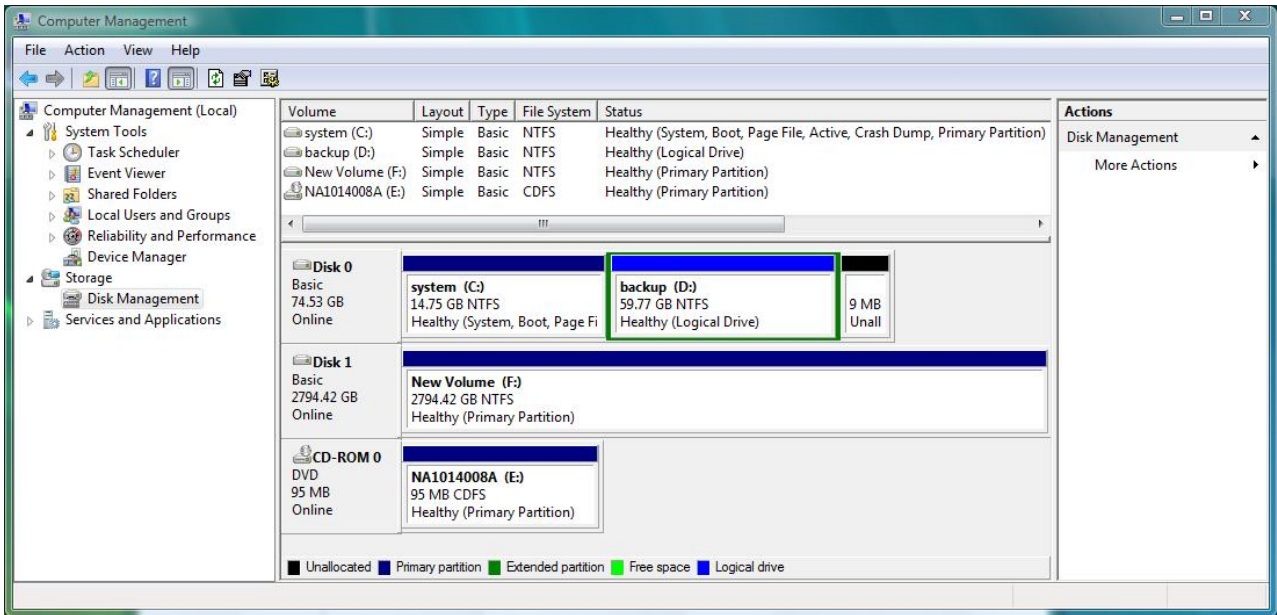 Computer Management
File Action View Help
Computer Management (Local)
System Tools
Task Scheduler
Event Viewer
Shared Folders
Local Users and Groups
Reliability and Performance
Device Manager
Storage
Disk Management
Services and Applications
Volume Layout Type File System Status
system (C:) Simple Basic NTFS Healthy (System, Boot, Page File, Active, Crash Dump, Primary Partition)
backup (D:) Simple Basic NTFS Healthy (Logical Drive)
New Volume (F:) Simple Basic NTFS Healthy (Primary Partition)
NA1014008A (E:) Simple Basic CDFS Healthy (Primary Partition)
Disk 0
Basic
74.53 GB
Online
system (C:)
14.75 GB NTFS
Healthy (System, Boot, Page Fi
backup (D:)
59.77 GB NTFS
Healthy (Logical Drive)
9 MB
Unall
Disk 1
Basic
2794.42 GB
Online
New Volume (F:)
2794.42 GB NTFS
Healthy (Primary Partition)
CD-ROM 0
DVD
95 MB
Online
NA1014008A (E:)
95 MB CDFS
Healthy (Primary Partition)
Unallocated Primary partition Extended partition Free space Logical drive
Actions
Disk Management
More Actions